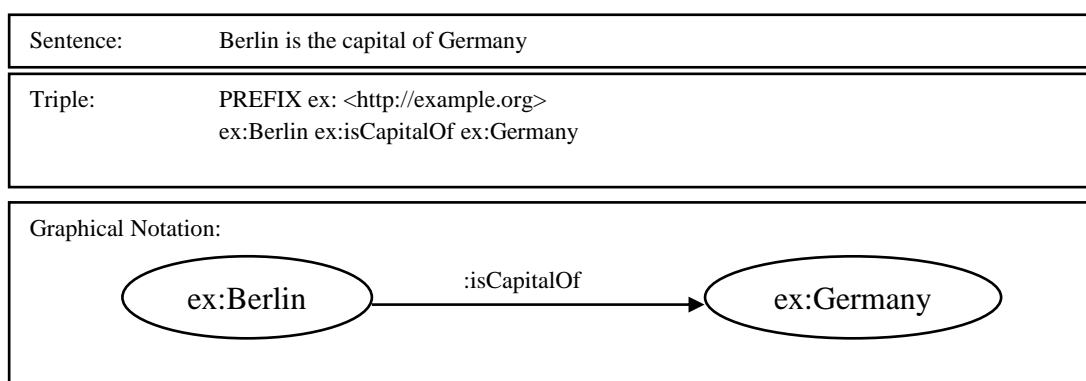 Sentence: Berlin is the capital of Germany
Triple: PREFIX ex: <http://example.org>
ex:Berlin ex:isCapitalOf ex:Germany
Graphical Notation:
:isCapitalOf
ex:Berlin ex:Germany